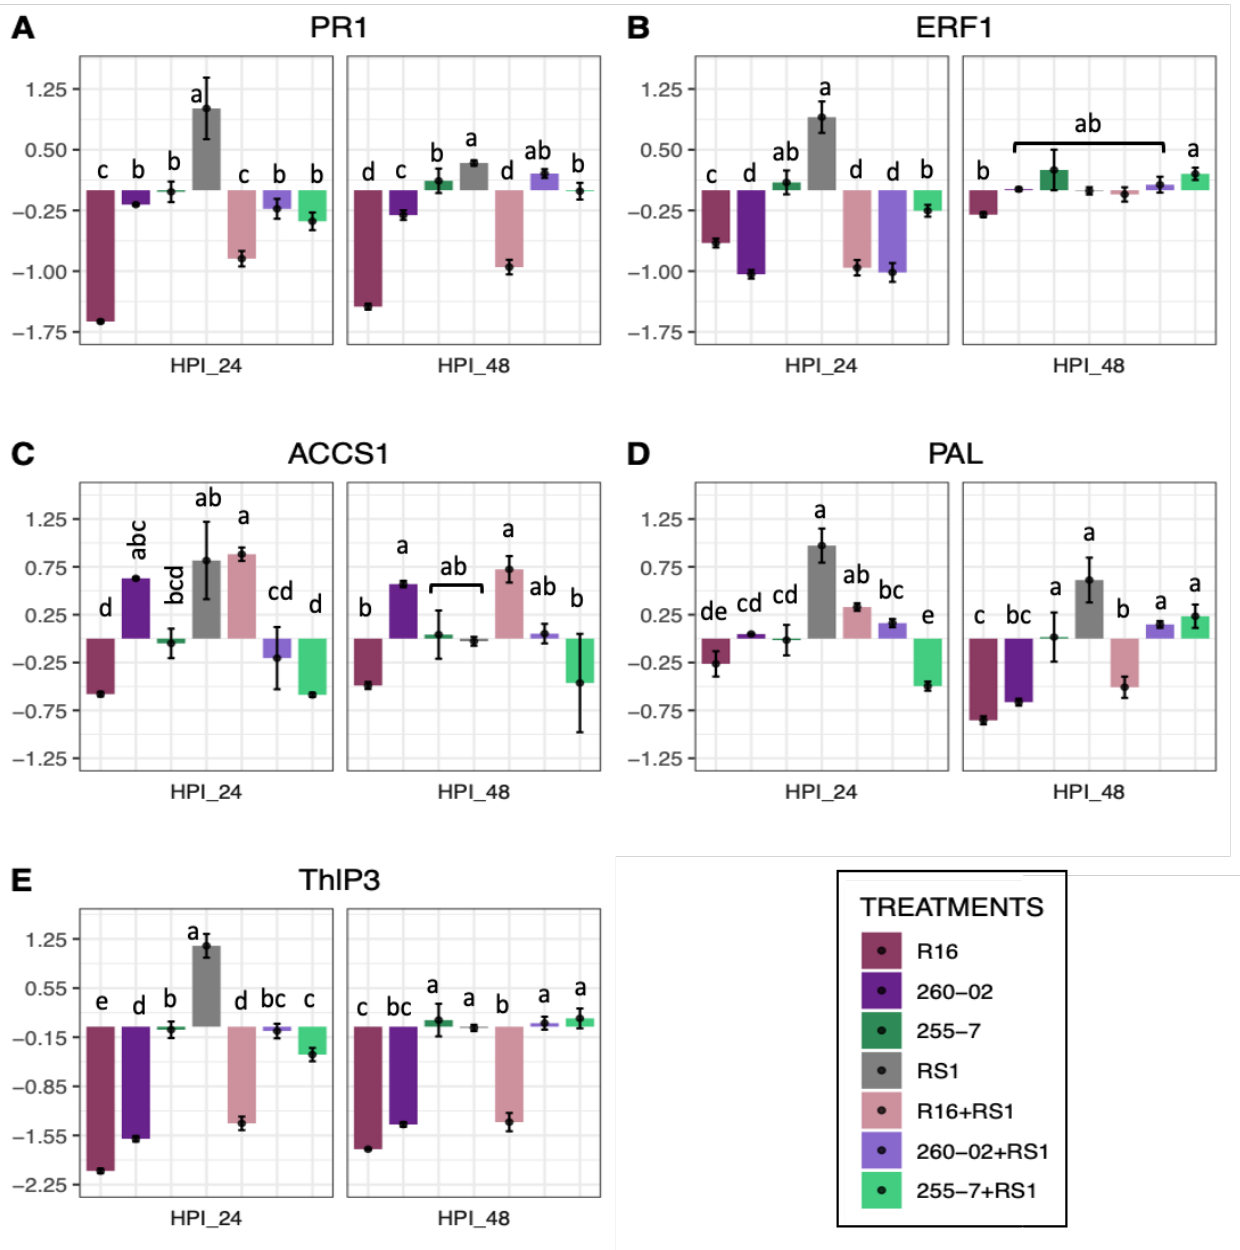 A PR1
1.25
0.50
−0.25
−1.00
−1.75
c b b a c b b
d c b a d ab b
HPI_24 HPI_48
B ERF1
1.25
0.50
−0.25
−1.00
−1.75
c d ab a d d b
b ab a
HPI_24 HPI_48
C ACCS1
1.25
0.75
0.25
−0.25
−0.75
−1.25
d abc bcd ab a cd d
b a ab a ab b
HPI_24 HPI_48
D PAL
1.25
0.75
0.25
−0.25
−0.75
−1.25
de cd cd a ab bc e
c bc a a b a a
HPI_24 HPI_48
E ThIP3
1.25
0.55
−0.15
−0.85
−1.55
−2.25
e d b a d bc c
c bc a a b a a
HPI_24 HPI_48
TREATMENTS
R16
260−02
255−7
RS1
R16+RS1
260−02+RS1
255−7+RS1